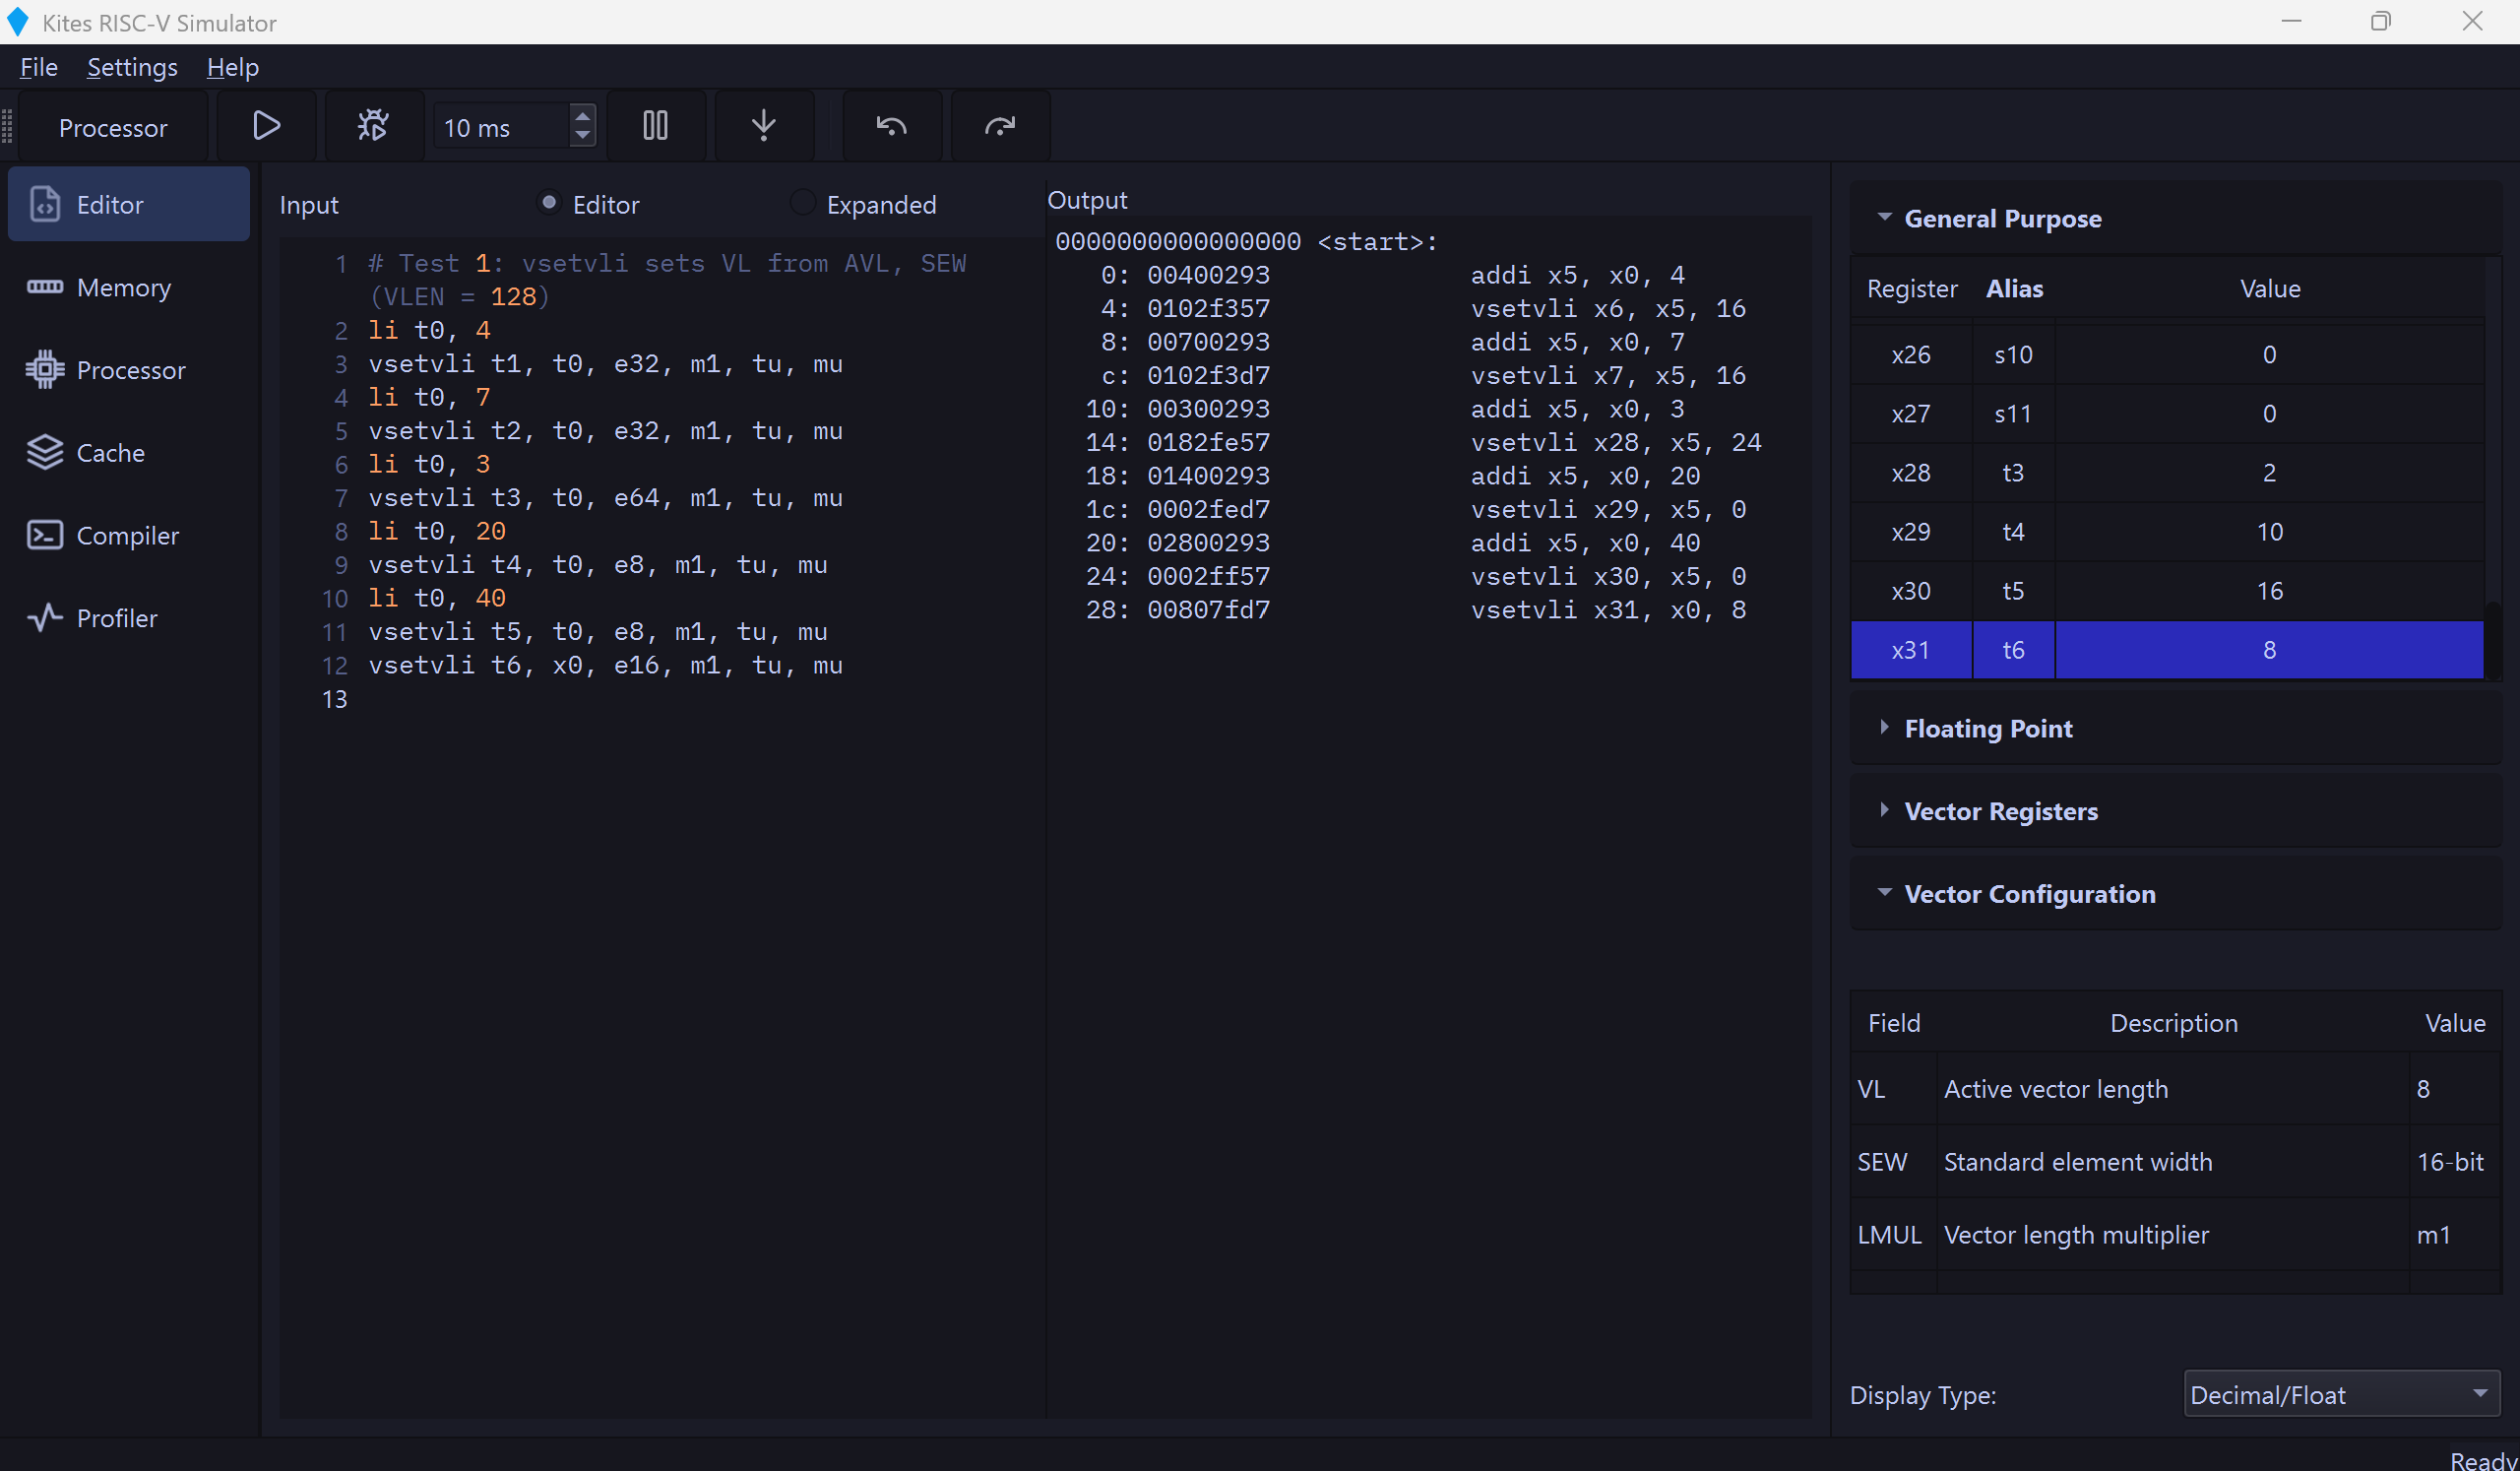 Kites RISC-V Simulator
File Settings Help
Processor 10 ms
Editor
Memory
Processor
Cache
Compiler
Profiler
Input Editor Expanded
1 # Test 1: vsetvli sets VL from AVL, SEW
(VLEN = 128)
2 li t0, 4
3 vsetvli t1, t0, e32, m1, tu, mu
4 li t0, 7
5 vsetvli t2, t0, e32, m1, tu, mu
6 li t0, 3
7 vsetvli t3, t0, e64, m1, tu, mu
8 li t0, 20
9 vsetvli t4, t0, e8, m1, tu, mu
10 li t0, 40
11 vsetvli t5, t0, e8, m1, tu, mu
12 vsetvli t6, x0, e16, m1, tu, mu
13
Output
0000000000000000 <start>:
0: 00400293 addi x5, x0, 4
4: 0102f357 vsetvli x6, x5, 16
8: 00700293 addi x5, x0, 7
c: 0102f3d7 vsetvli x7, x5, 16
10: 00300293 addi x5, x0, 3
14: 0182fe57 vsetvli x28, x5, 24
18: 01400293 addi x5, x0, 20
1c: 0002fed7 vsetvli x29, x5, 0
20: 02800293 addi x5, x0, 40
24: 0002ff57 vsetvli x30, x5, 0
28: 00807fd7 vsetvli x31, x0, 8
General Purpose
Register Alias Value
x26 s10 0
x27 s11 0
x28 t3 2
x29 t4 10
x30 t5 16
x31 t6 8
Floating Point
Vector Registers
Vector Configuration
Field Description Value
VL Active vector length 8
SEW Standard element width 16-bit
LMUL Vector length multiplier m1
Display Type: Decimal/Float
Ready